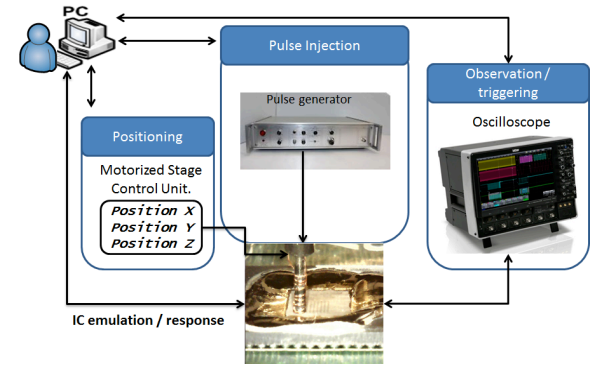 PC
Pulse Injection
Pulse generator
Observation /
triggering
Oscilloscope
Positioning
Motorized Stage
Control Unit.
Position X
Position Y
Position Z
IC emulation / response